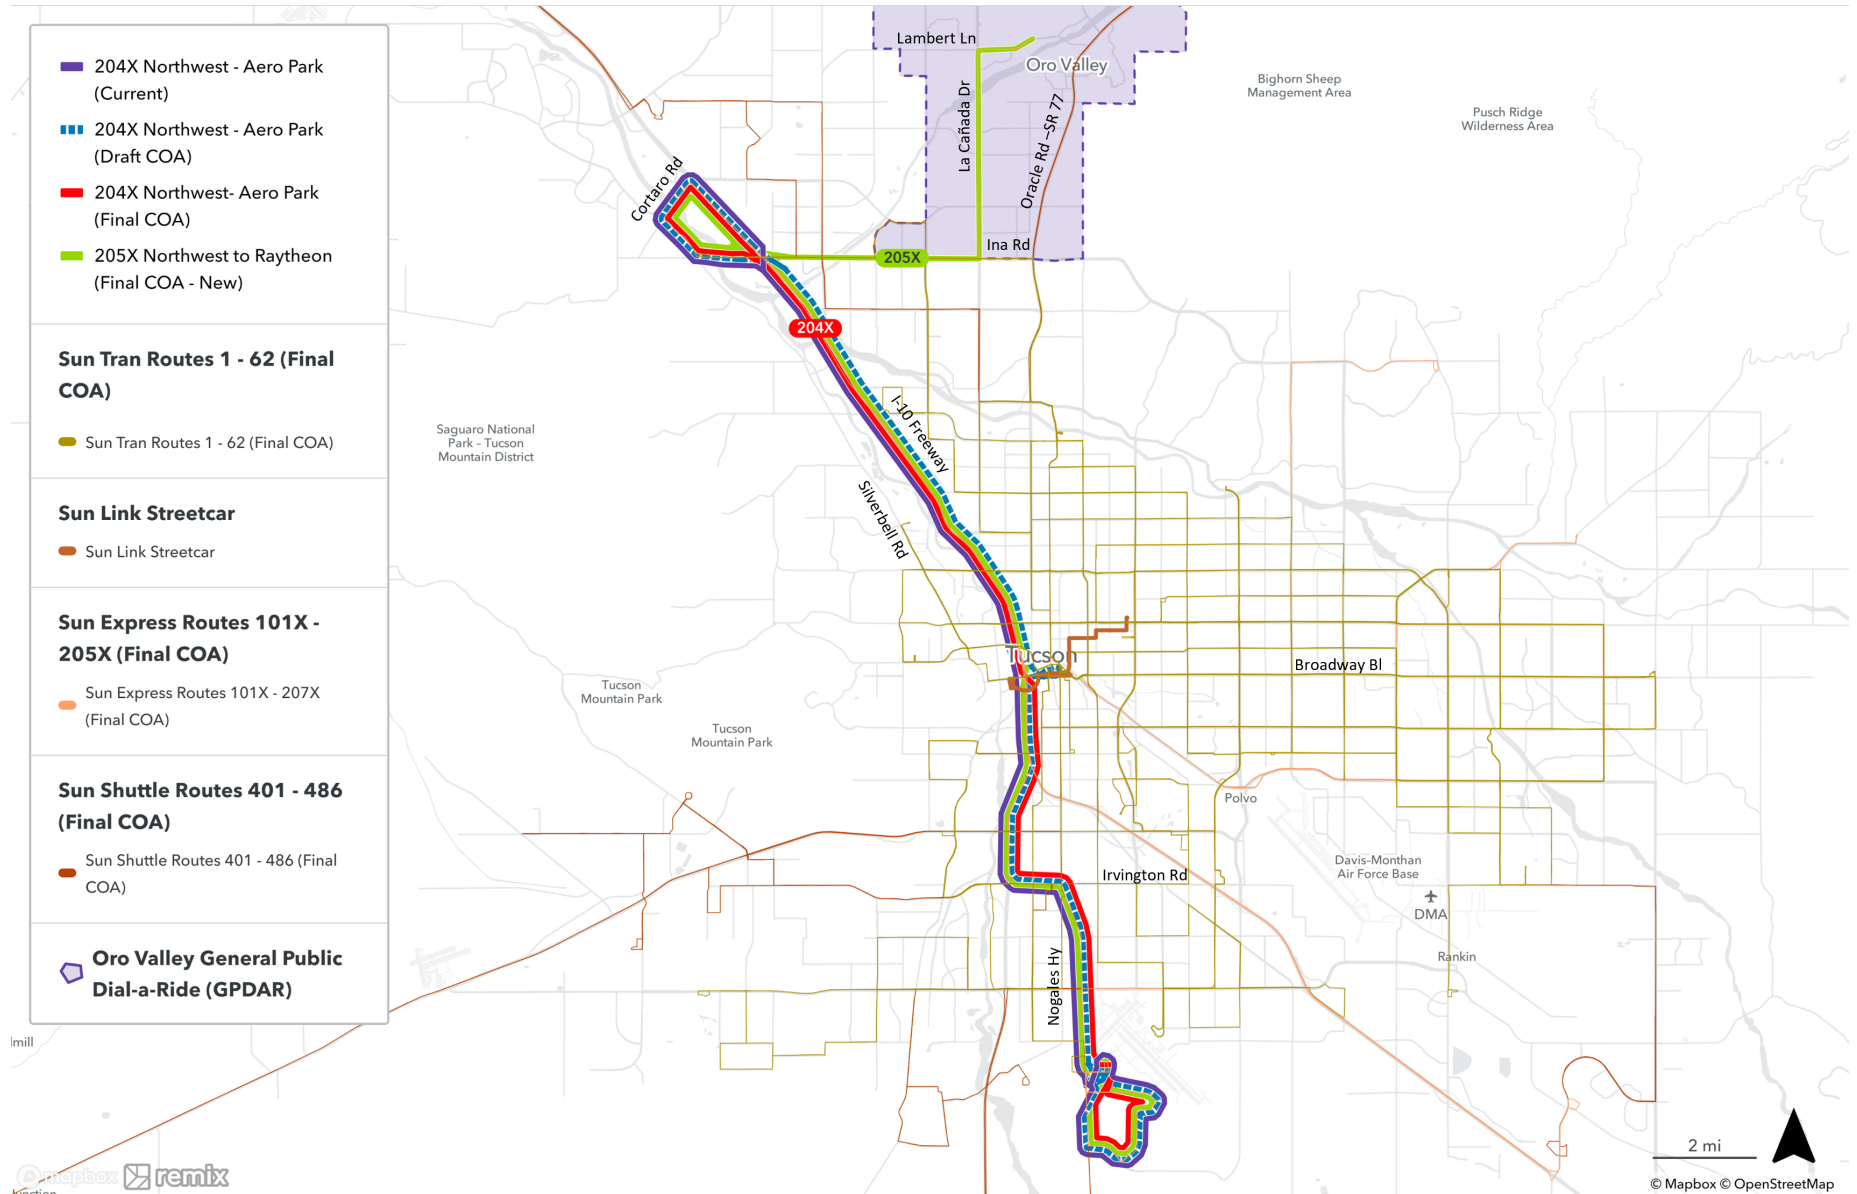 204X Northwest - Aero Park
(Current)
204X Northwest - Aero Park
(Draft COA)
204X Northwest- Aero Park
(Final COA)
205X Northwest to Raytheon
(Final COA - New)
Sun Tran Routes 1 - 62 (Final
COA)
Sun Tran Routes 1 - 62 (Final COA)
Sun Link Streetcar
Sun Link Streetcar
Sun Express Routes 101X -
205X (Final COA)
Sun Express Routes 101X - 207X
(Final COA)
Sun Shuttle Routes 401 - 486
(Final COA)
Sun Shuttle Routes 401 - 486 (Final
COA)
Oro Valley General Public
Dial-a-Ride (GPDAR)
Lambert Ln
Oro Valley
La Cañada Dr
Oracle Rd –SR 77
Bighorn Sheep
Management Area
Pusch Ridge
Wilderness Area
Cortaro Rd
Ina Rd
205X
204X
I-10 Freeway
Saguaro National
Park - Tucson
Mountain District
Silverbell Rd
Tucson
Broadway Bl
Tucson
Mountain Park
Tucson
Mountain Park
Polvo
Davis-Monthan
Air Force Base
DMA
Irvington Rd
Rankin
Nogales Hy
lmill
2 mi
mapbox
remix
© Mapbox © OpenStreetMap